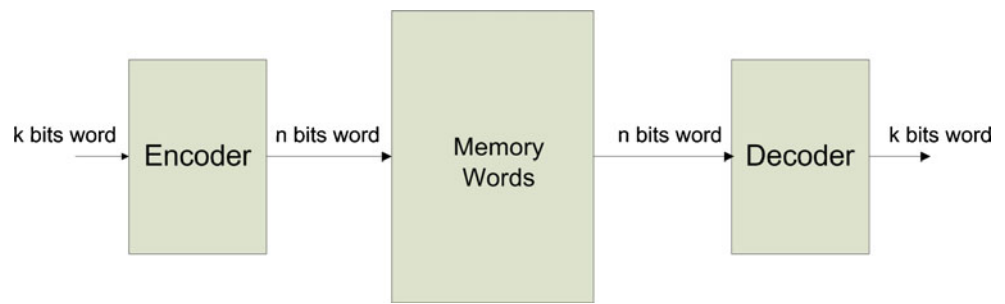 k bits word
Encoder
n bits word
Memory
Words
n bits word
Decoder
k bits word